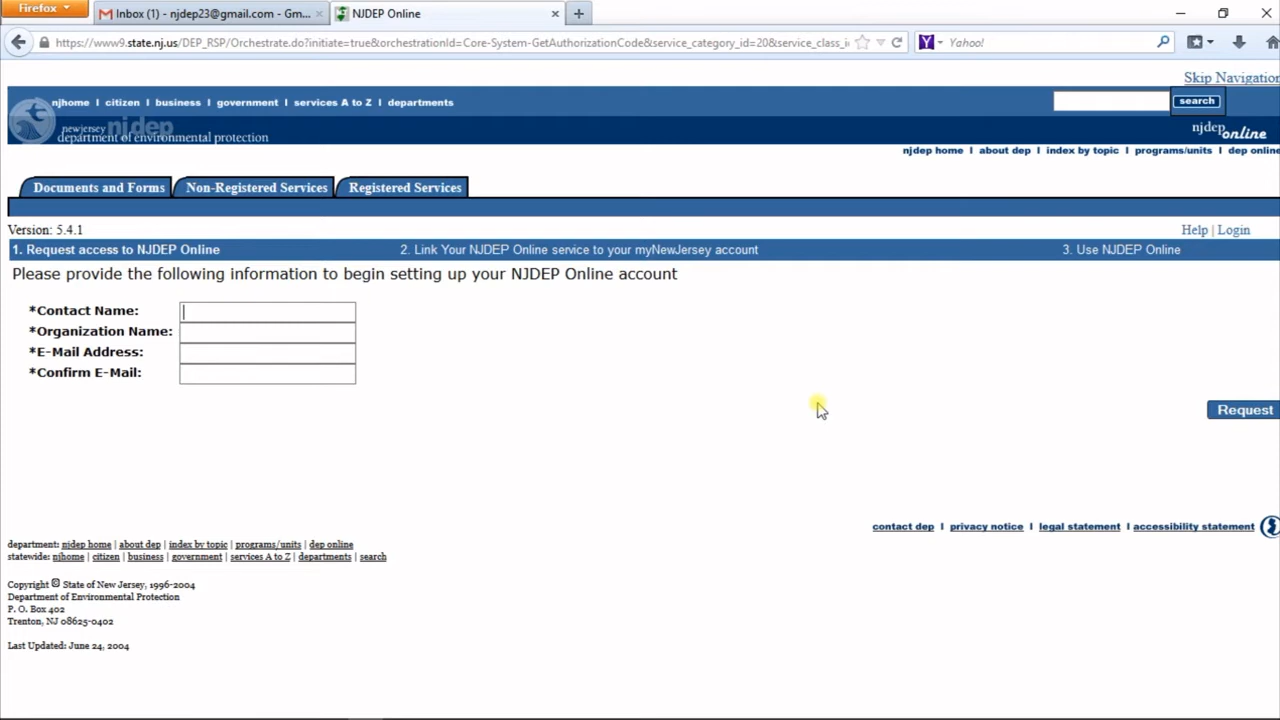 Firefox
Inbox (1) - njdep23@gmail.com - Gm...
NJDEP Online
https://www9.state.nj.us/DEP_RSP/Orchestrate.do?initiate=true&orchestrationId=Core-System-GetAuthorizationCode&service_category_id=20&service_class_i
Yahoo!
Skip Navigation
njhome | citizen | business | government | services A to Z | departments
search
newjersey njdep
department of environmental protection
njdep online
njdep home | about dep | index by topic | programs/units | dep online
Documents and Forms
Non-Registered Services
Registered Services
Version: 5.4.1
Help | Login
1. Request access to NJDEP Online
2. Link Your NJDEP Online service to your myNewJersey account
3. Use NJDEP Online
Please provide the following information to begin setting up your NJDEP Online account
*Contact Name:
*Organization Name:
*E-Mail Address:
*Confirm E-Mail:
Request
contact dep | privacy notice | legal statement | accessibility statement
department: njdep home | about dep | index by topic | programs/units | dep online
statewide: njhome | citizen | business | government | services A to Z | departments | search
Copyright © State of New Jersey, 1996-2004
Department of Environmental Protection
P. O. Box 402
Trenton, NJ 08625-0402
Last Updated: June 24, 2004